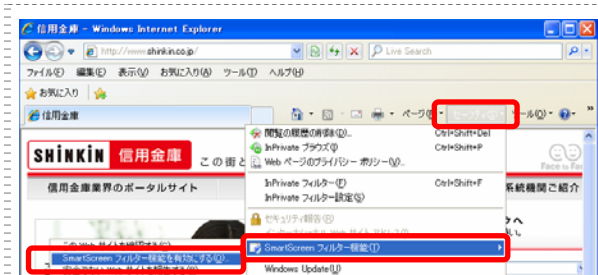 信用金庫 - Windows Internet Explorer
http://www.shinkin.co.jp/
Live Search
ファイル(F) 編集(E) 表示(V) お気に入り(A) ツール(T) ヘルプ(H)
お気に入り
信用金庫
ページ(P)
ツール(O)
閲覧の履歴の削除(D)... Ctrl+Shift+Del
InPrivate ブラウズ(I) Ctrl+Shift+P
Web ページのプライバシー ポリシー(V)...
SHiNKiN 信用金庫 この街と
Face to Fac
InPrivate フィルター(F) Ctrl+Shift+F
InPrivate フィルター設定(S)
信用金庫業界のポータルサイト
系統機関ご紹介
セキュリティ報告(R)
SmartScreen フィルター機能(T)
SmartScreen フィルター機能を有効にする(O)...
Windows Update(U)